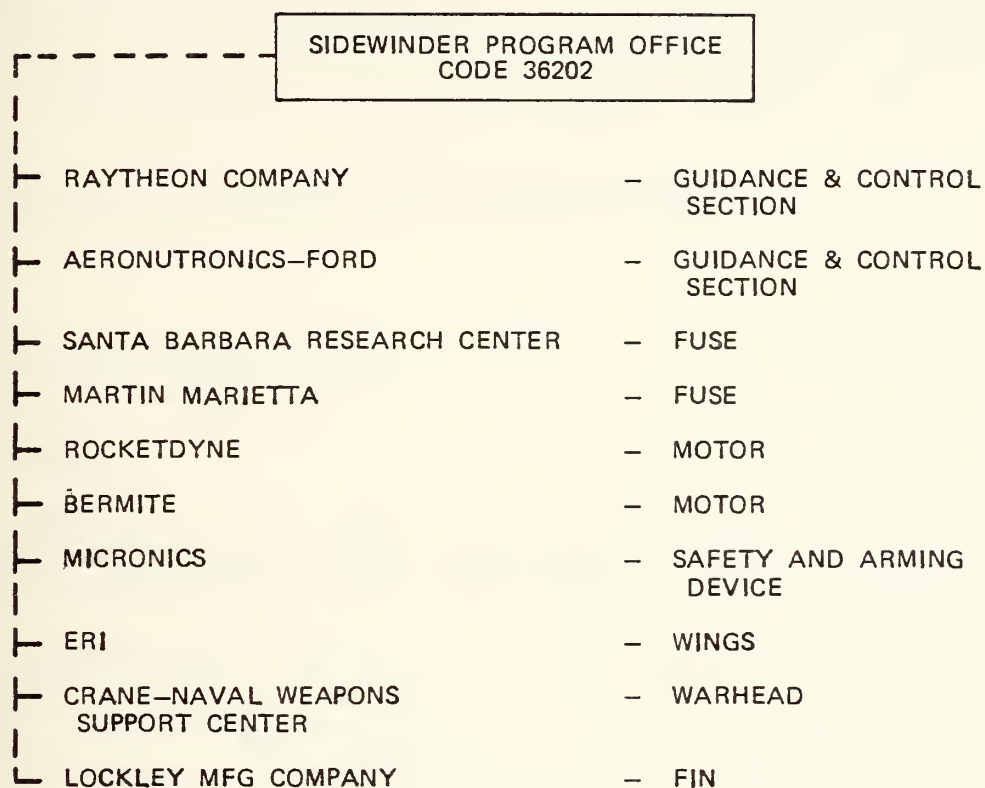 SIDEWINDER PROGRAM OFFICE
CODE 36202
RAYTHEON COMPANY – GUIDANCE & CONTROL
SECTION
AERONUTRONICS–FORD – GUIDANCE & CONTROL
SECTION
SANTA BARBARA RESEARCH CENTER – FUSE
MARTIN MARIETTA – FUSE
ROCKETDYNE – MOTOR
BERMITE – MOTOR
MICRONICS – SAFETY AND ARMING
DEVICE
ERI – WINGS
CRANE–NAVAL WEAPONS – WARHEAD
SUPPORT CENTER
LOCKLEY MFG COMPANY – FIN